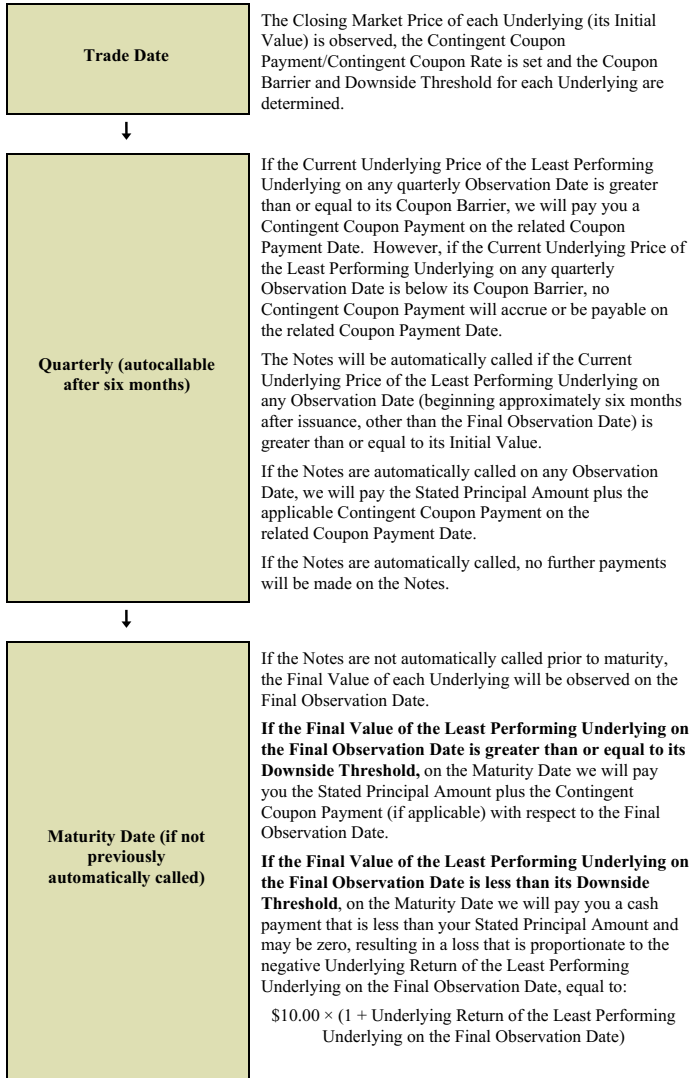 Trade Date
The Closing Market Price of each Underlying (its Initial
Value) is observed, the Contingent Coupon
Payment/Contingent Coupon Rate is set and the Coupon
Barrier and Downside Threshold for each Underlying are
determined.
Quarterly (autocallable
after six months)
If the Current Underlying Price of the Least Performing
Underlying on any quarterly Observation Date is greater
than or equal to its Coupon Barrier, we will pay you a
Contingent Coupon Payment on the related Coupon
Payment Date. However, if the Current Underlying Price of
the Least Performing Underlying on any quarterly
Observation Date is below its Coupon Barrier, no
Contingent Coupon Payment will accrue or be payable on
the related Coupon Payment Date.
The Notes will be automatically called if the Current
Underlying Price of the Least Performing Underlying on
any Observation Date (beginning approximately six months
after issuance, other than the Final Observation Date) is
greater than or equal to its Initial Value.
If the Notes are automatically called on any Observation
Date, we will pay the Stated Principal Amount plus the
applicable Contingent Coupon Payment on the
related Coupon Payment Date.
If the Notes are automatically called, no further payments
will be made on the Notes.
Maturity Date (if not
previously
automatically called)
If the Notes are not automatically called prior to maturity,
the Final Value of each Underlying will be observed on the
Final Observation Date.
If the Final Value of the Least Performing Underlying on
the Final Observation Date is greater than or equal to its
Downside Threshold, on the Maturity Date we will pay
you the Stated Principal Amount plus the Contingent
Coupon Payment (if applicable) with respect to the Final
Observation Date.
If the Final Value of the Least Performing Underlying on
the Final Observation Date is less than its Downside
Threshold, on the Maturity Date we will pay you a cash
payment that is less than your Stated Principal Amount and
may be zero, resulting in a loss that is proportionate to the
negative Underlying Return of the Least Performing
Underlying on the Final Observation Date, equal to:
$10.00 × (1 + Underlying Return of the Least Performing
Underlying on the Final Observation Date)